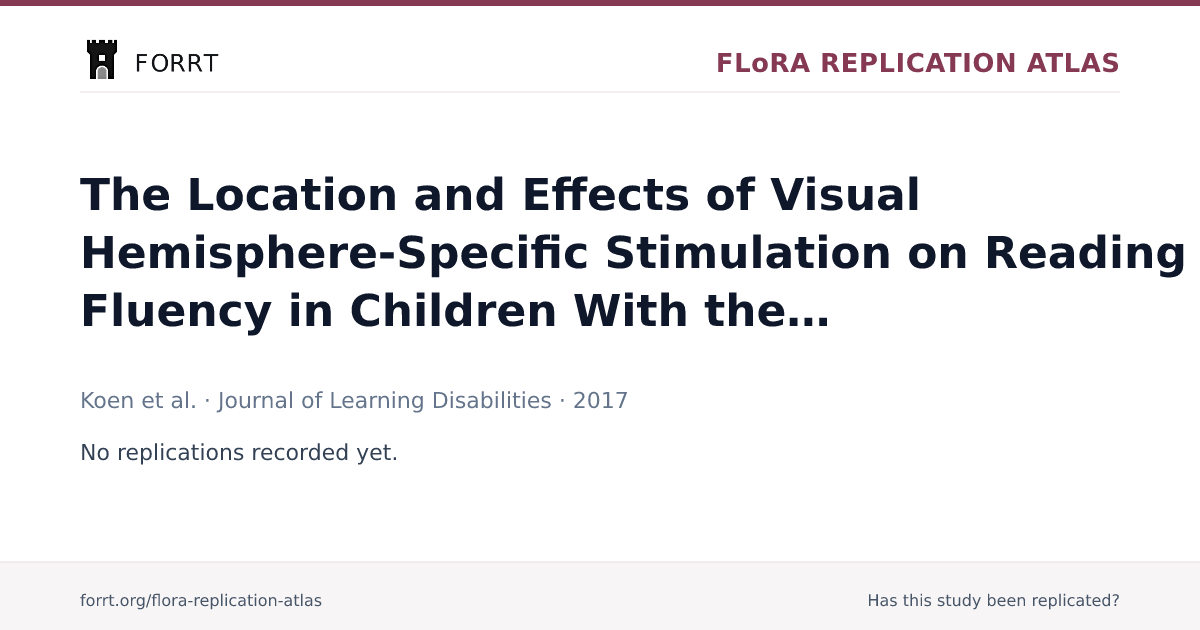 FORRT
FLoRA REPLICATION ATLAS
The Location and Effects of Visual
Hemisphere-Specific Stimulation on Reading
Fluency in Children With the…
Koen et al. · Journal of Learning Disabilities · 2017
No replications recorded yet.
forrt.org/flora-replication-atlas
Has this study been replicated?